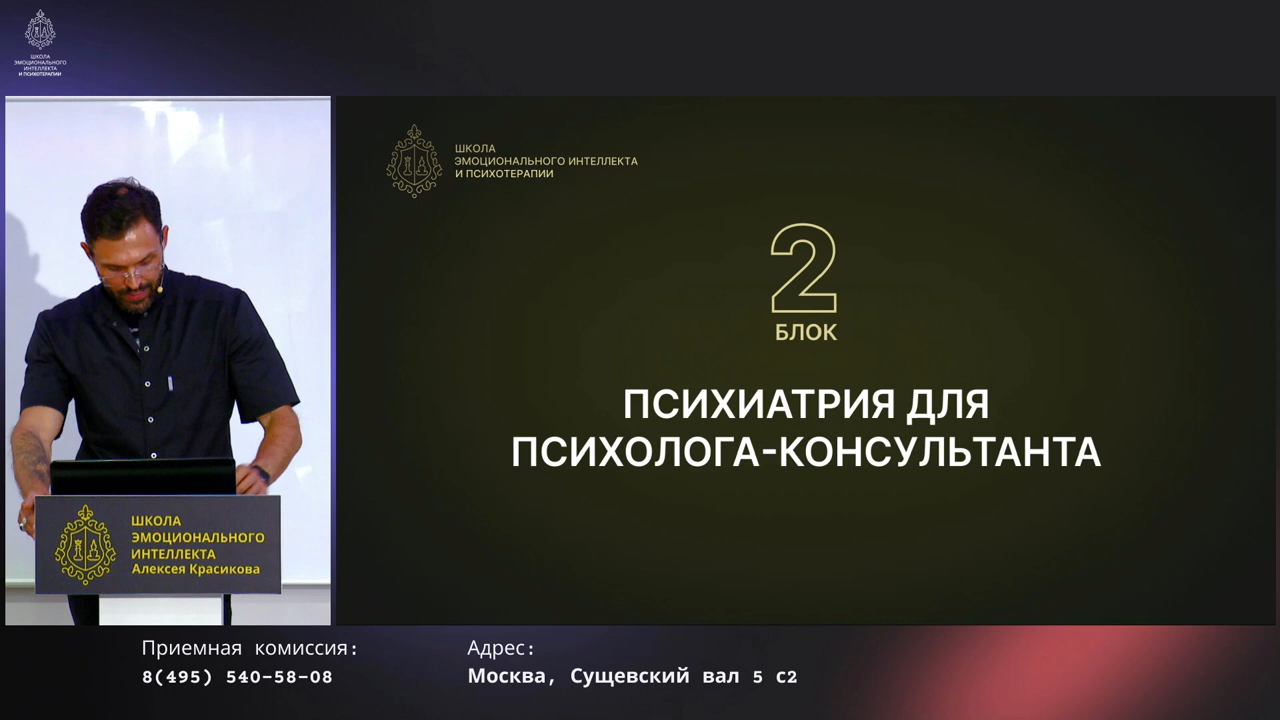 ШКОЛА
ЭМОЦИОНАЛЬНОГО
ИНТЕЛЛЕКТА
И ПСИХОТЕРАПИИ
ШКОЛА
ЭМОЦИОНАЛЬНОГО ИНТЕЛЛЕКТА
И ПСИХОТЕРАПИИ
2
БЛОК
ПСИХИАТРИЯ ДЛЯ
ПСИХОЛОГА-КОНСУЛЬТАНТА
ШКОЛА
ЭМОЦИОНАЛЬНОГО
ИНТЕЛЛЕКТА
Алексея Красикова
Приемная комиссия:
8(495) 540-58-08
Адрес:
Москва, Сущевский вал 5 с2